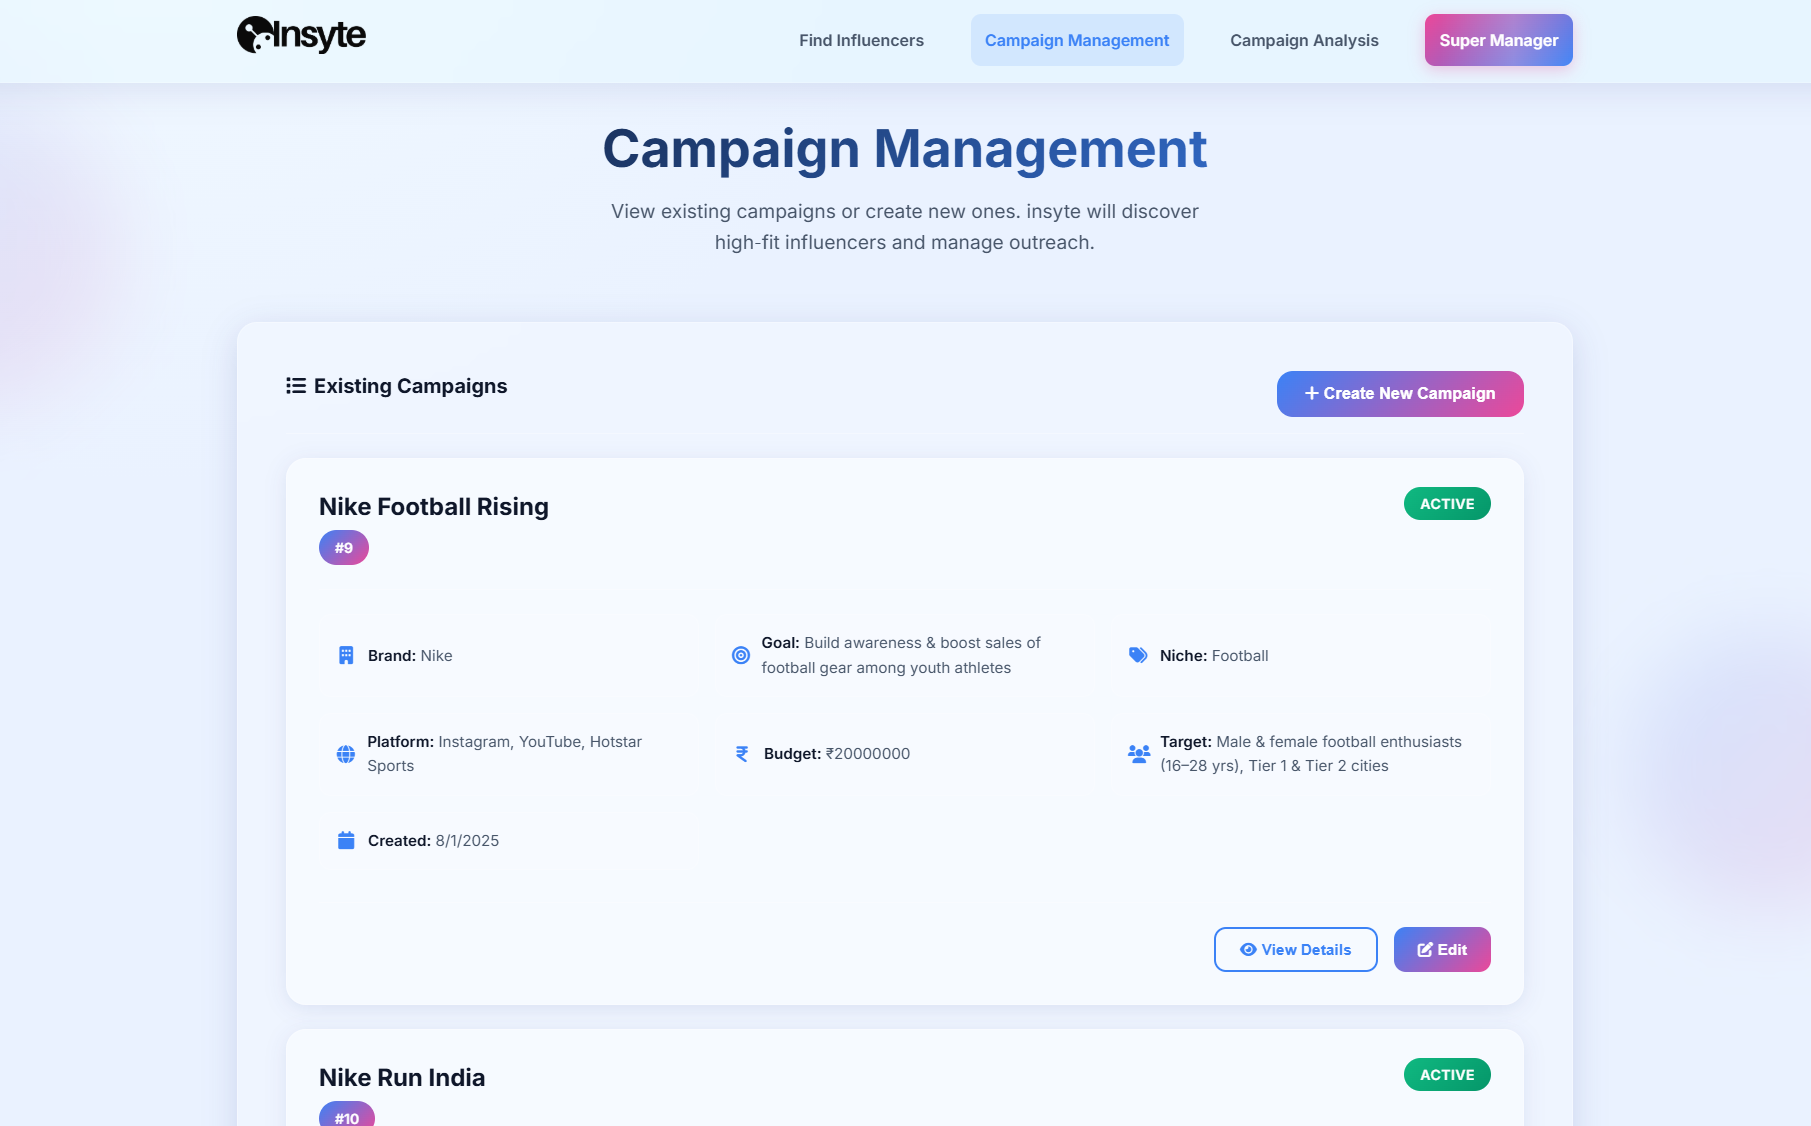 Insyte
Find Influencers
Campaign Management
Campaign Analysis
Super Manager
Campaign Management
View existing campaigns or create new ones. insyte will discover
high-fit influencers and manage outreach.
Existing Campaigns
+ Create New Campaign
Nike Football Rising
ACTIVE
#9
Brand: Nike
Goal: Build awareness & boost sales of
football gear among youth athletes
Niche: Football
Platform: Instagram, YouTube, Hotstar
Sports
Budget: ₹20000000
Target: Male & female football enthusiasts
(16–28 yrs), Tier 1 & Tier 2 cities
Created: 8/1/2025
View Details
Edit
Nike Run India
ACTIVE
#10